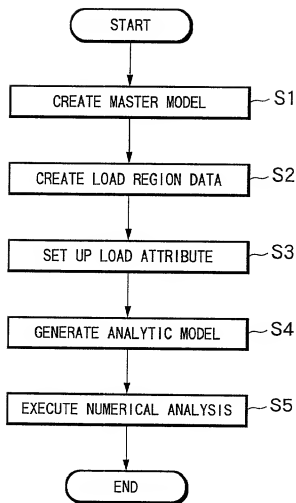 START
CREATE MASTER MODEL S1
CREATE LOAD REGION DATA S2
SET UP LOAD ATTRIBUTE S3
GENERATE ANALYTIC MODEL S4
EXECUTE NUMERICAL ANALYSIS S5
END